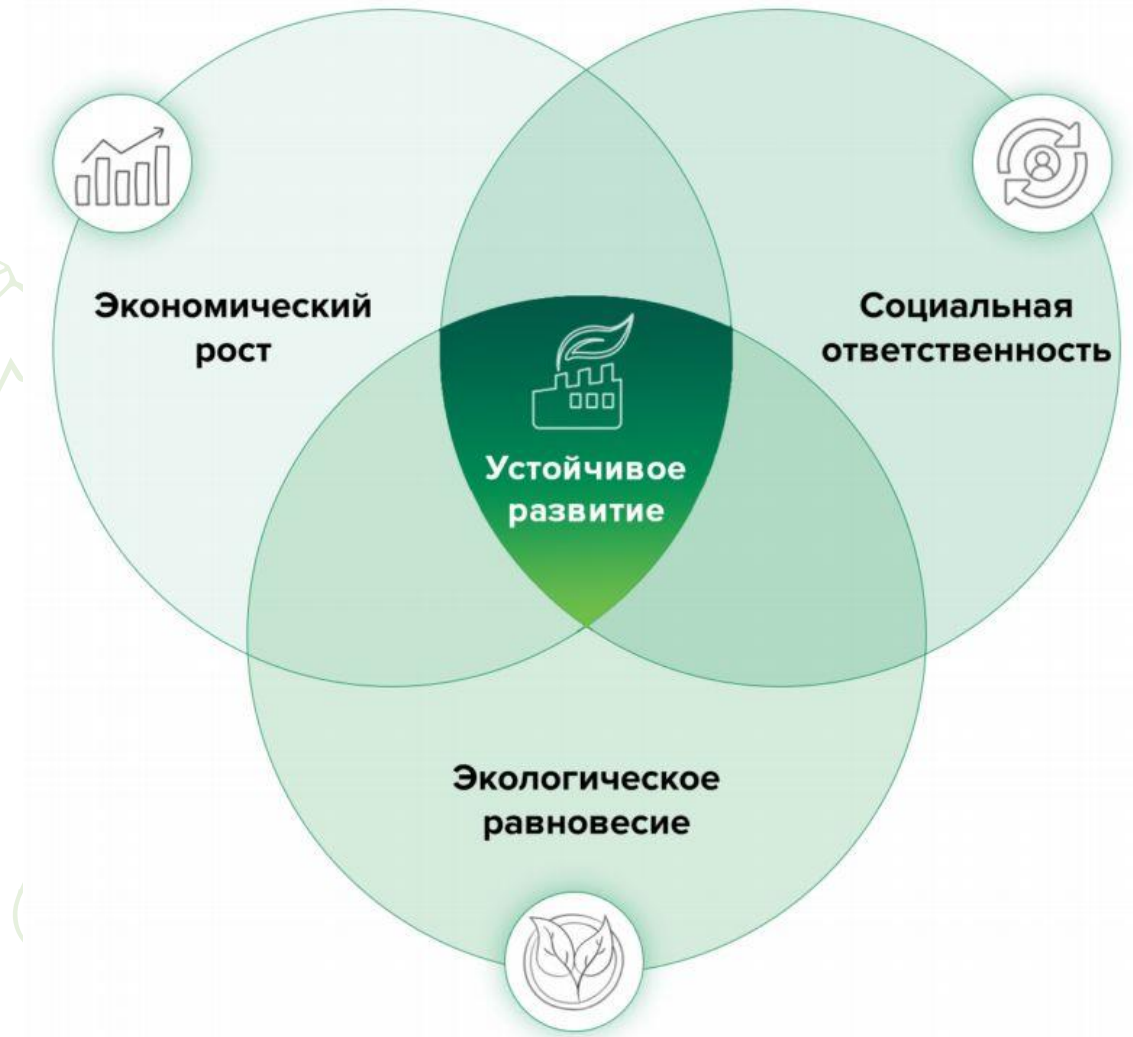 Экономический
рост
Социальная
ответственность
Устойчивое
развитие
Экологическое
равновесие